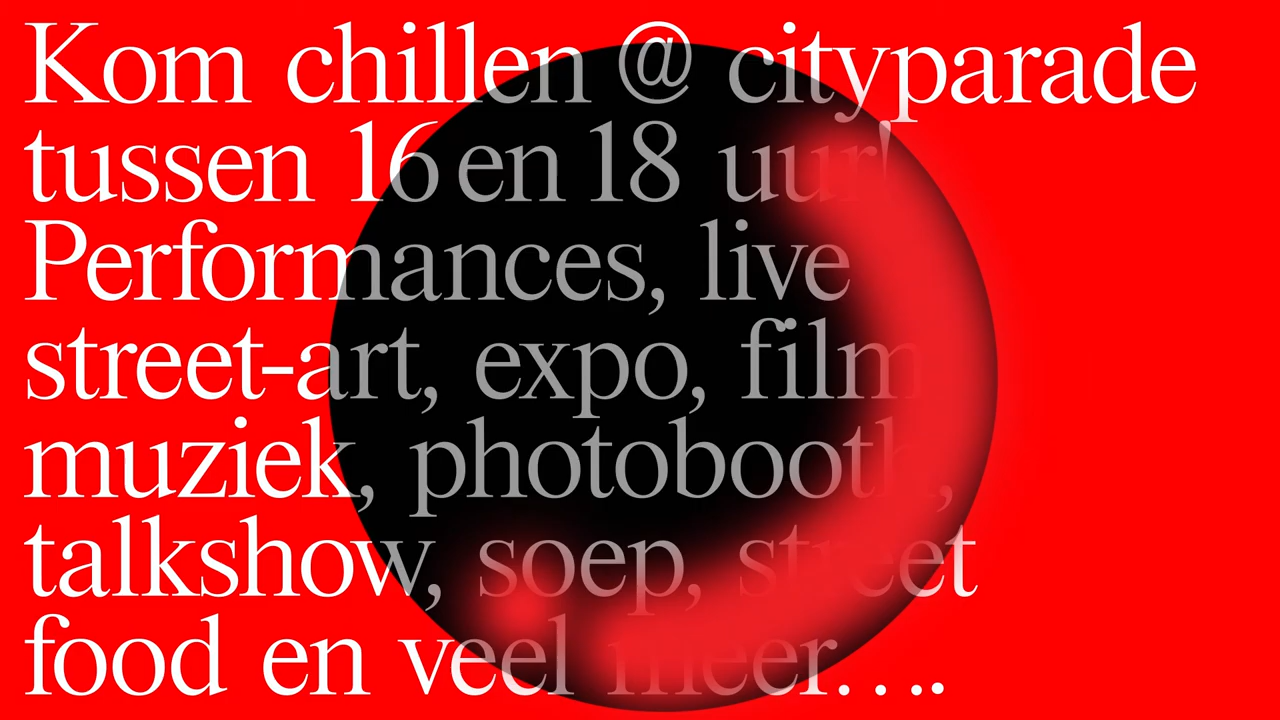 Kom chillen @ cityparade
tussen 16 en 18 uur!
Performances, live
street-art, expo, film
muziek, photobooth,
talkshow, soep, street
food en veel meer....